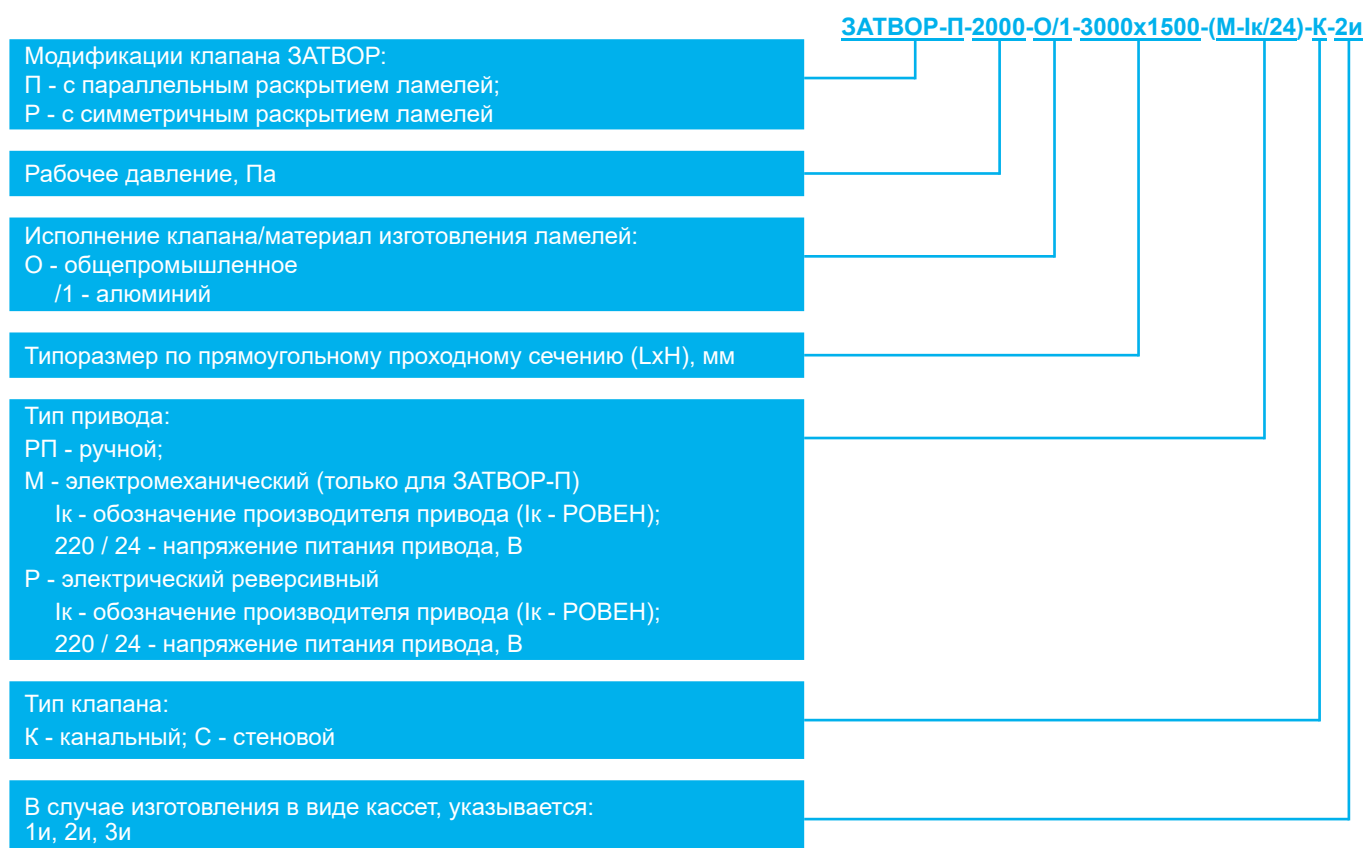 ЗАТВОР-П-2000-О/1-3000х1500-(М-Iк/24)-К-2и
Модификации клапана ЗАТВОР:
П - с параллельным раскрытием ламелей;
Р - с симметричным раскрытием ламелей
Рабочее давление, Па
Исполнение клапана/материал изготовления ламелей:
О - общепромышленное
/1 - алюминий
Типоразмер по прямоугольному проходному сечению (LxH), мм
Тип привода:
РП - ручной;
М - электромеханический (только для ЗАТВОР-П)
Iк - обозначение производителя привода (Iк - РОВЕН);
220 / 24 - напряжение питания привода, В
Р - электрический реверсивный
Iк - обозначение производителя привода (Iк - РОВЕН);
220 / 24 - напряжение питания привода, В
Тип клапана:
К - канальный; С - стеновой
В случае изготовления в виде кассет, указывается:
1и, 2и, 3и